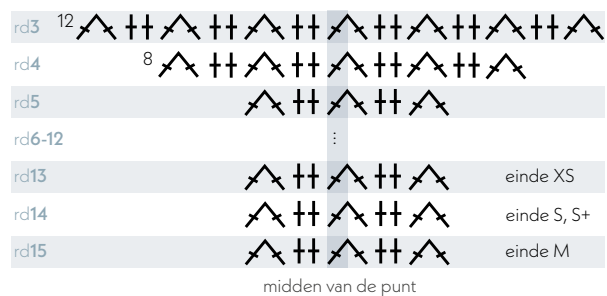 rd3 12
rd4 8
rd5
rd6-12 ⋮
rd13 einde XS
rd14 einde S, S+
rd15 einde M
midden van de punt